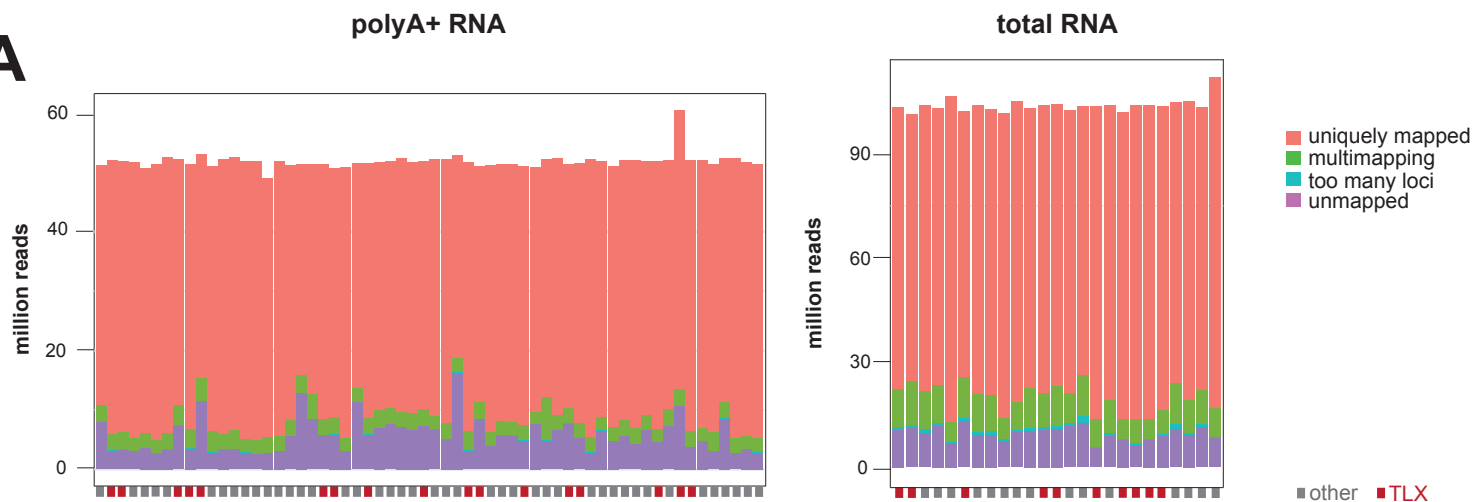 A
polyA+ RNA
total RNA
million reads
60
40
20
0
million reads
90
60
30
0
uniquely mapped
multimapping
too many loci
unmapped
other TLX